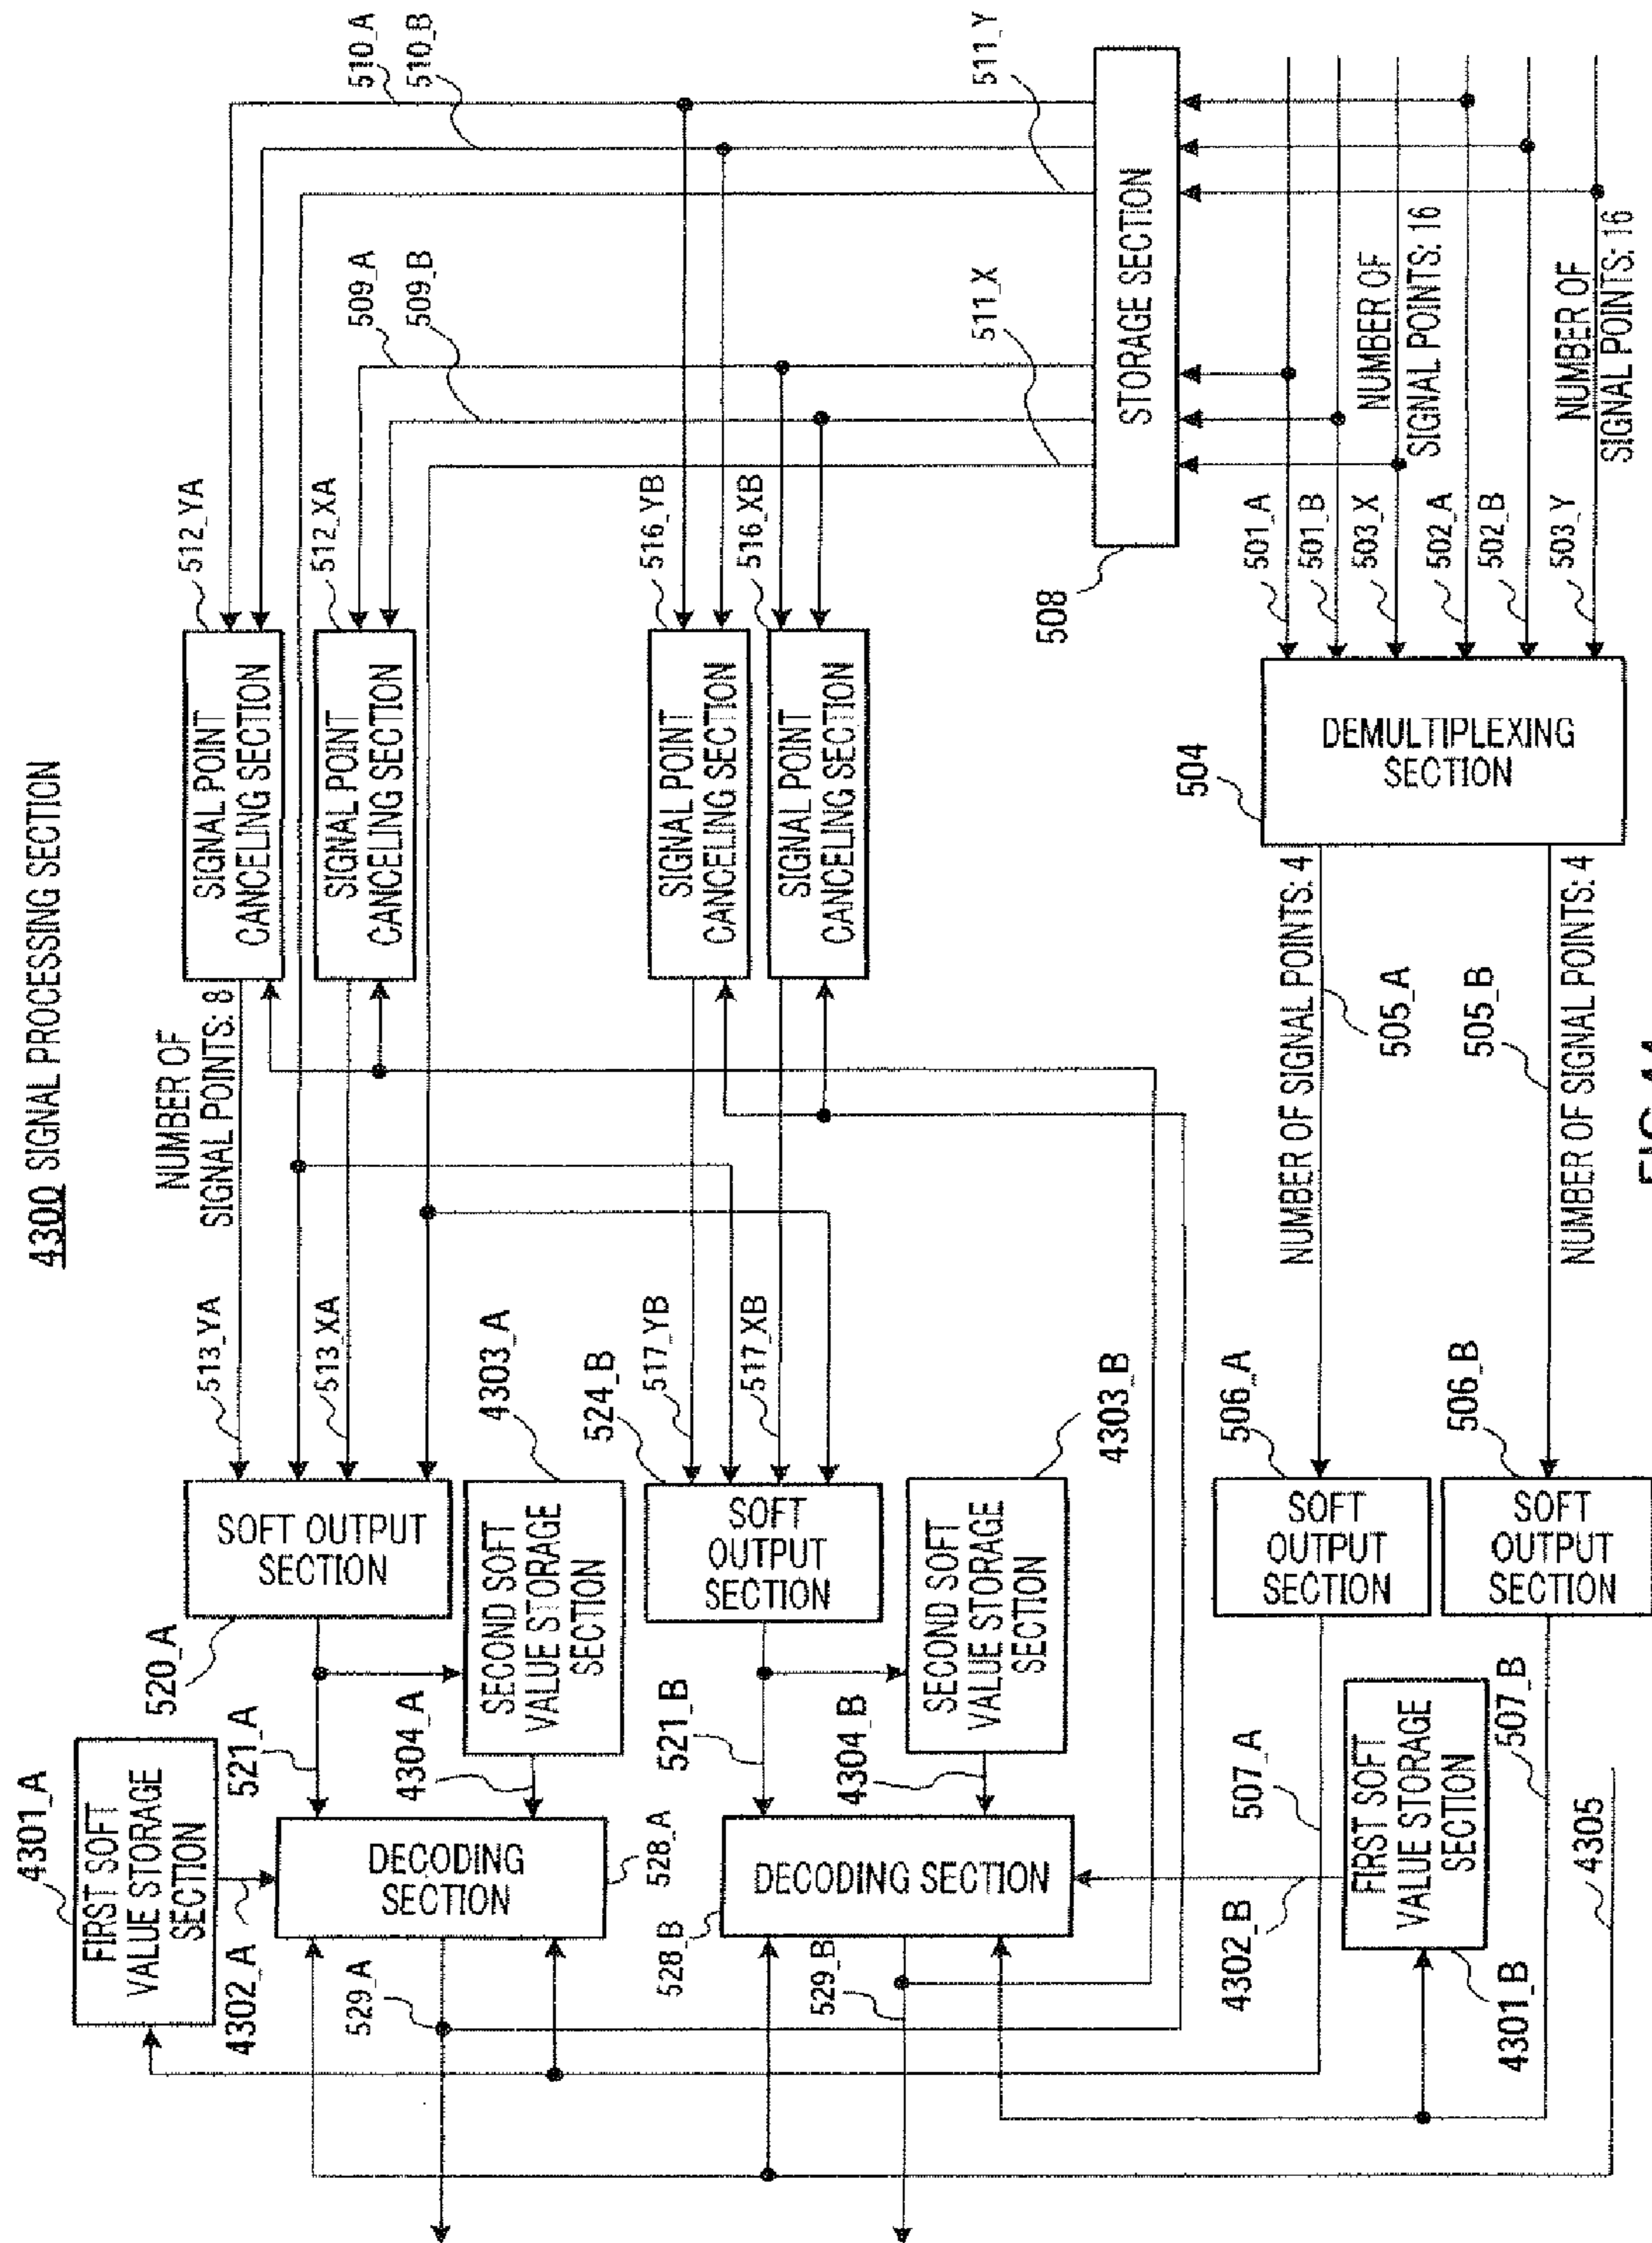 4300 SIGNAL PROCESSING SECTION
4301_A
FIRST SOFT
VALUE STORAGE
SECTION
4302_A
520_A
521_A
SOFT OUTPUT
SECTION
513_YA
513_XA
NUMBER OF
SIGNAL POINTS: 8
SIGNAL POINT
CANCELING SECTION
512_YA
SIGNAL POINT
CANCELING SECTION
512_XA
510_A
510_B
509_A
509_B
DECODING
SECTION
528_A
529_A
4304_A
SECOND SOFT
VALUE STORAGE
SECTION
4303_A
524_B
SOFT
OUTPUT
SECTION
517_YB
517_XB
SIGNAL POINT
CANCELING SECTION
516_YB
SIGNAL POINT
CANCELING SECTION
516_XB
511_X
511_Y
521_B
528_B
DECODING SECTION
529_B
4304_B
SECOND SOFT
VALUE STORAGE
SECTION
4303_B
4302_B
508
STORAGE SECTION
507_A
506_A
SOFT
OUTPUT
SECTION
NUMBER OF SIGNAL POINTS: 4
505_A
504
DEMULTIPLEXING
SECTION
501_A
501_B
503_X
502_A
502_B
503_Y
NUMBER OF
SIGNAL POINTS: 16
NUMBER OF
SIGNAL POINTS: 16
FIRST SOFT
VALUE STORAGE
SECTION
4301_B
507_B
506_B
SOFT
OUTPUT
SECTION
505_B
NUMBER OF SIGNAL POINTS: 4
4305